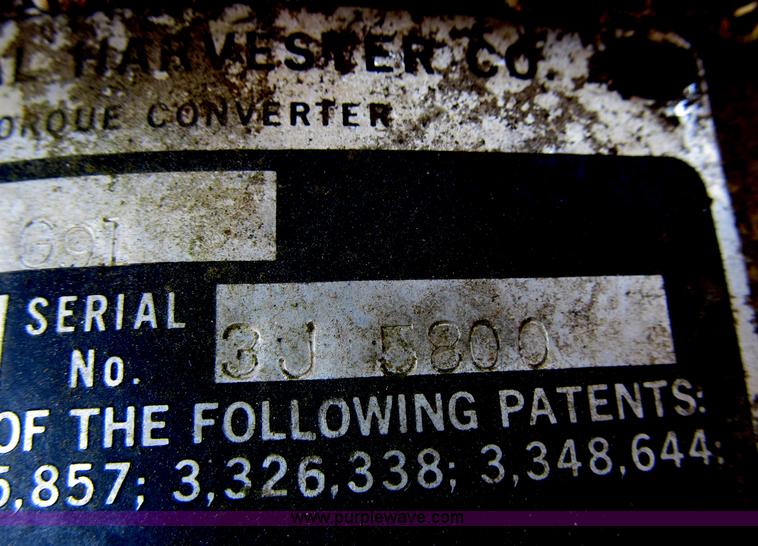 L HARVESTER CO.
ORQUE CONVERTER
G91
SERIAL
No.
3J 5800
OF THE FOLLOWING PATENTS:
5,857; 3,326,338; 3,348,644;
www.purplewave.com